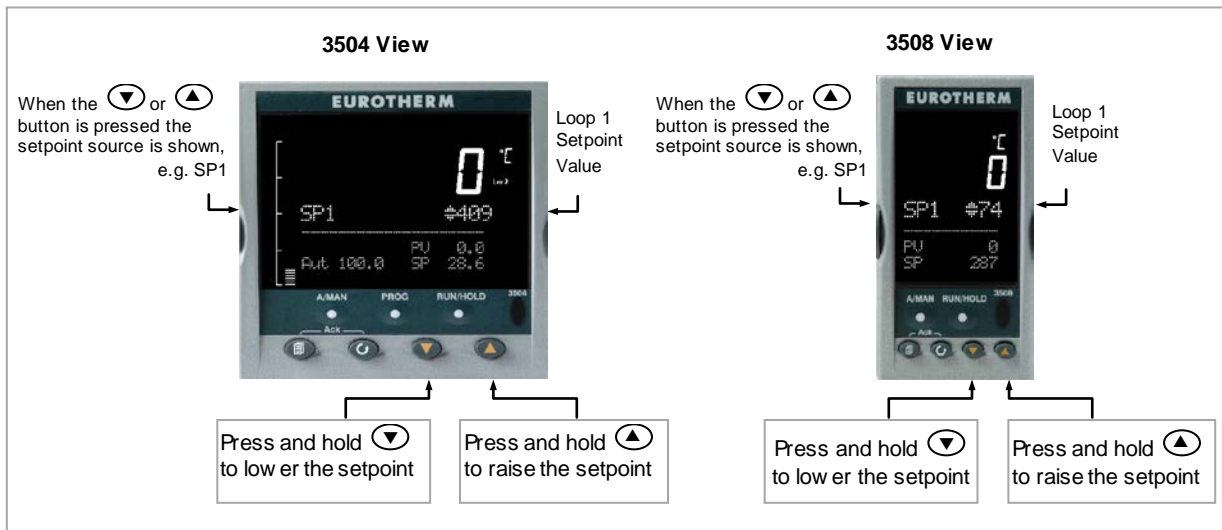 3504 View
When the ▼ or ▲
button is pressed the
setpoint source is shown,
e.g. SP1
EUROTHERM
0 °C
Lev 3
SP1 409
PV 0.0
Aut 100.0 SP 28.6
A/MAN PROG RUN/HOLD 3504
Ack
Loop 1
Setpoint
Value
Press and hold ▼
to lower the setpoint
Press and hold ▲
to raise the setpoint
3508 View
When the ▼ or ▲
button is pressed the
setpoint source is shown,
e.g. SP1
EUROTHERM
°C
0
SP1 74
PV 0
SP 287
A/MAN RUN/HOLD 3508
Ack
Loop 1
Setpoint
Value
Press and hold ▼
to lower the setpoint
Press and hold ▲
to raise the setpoint